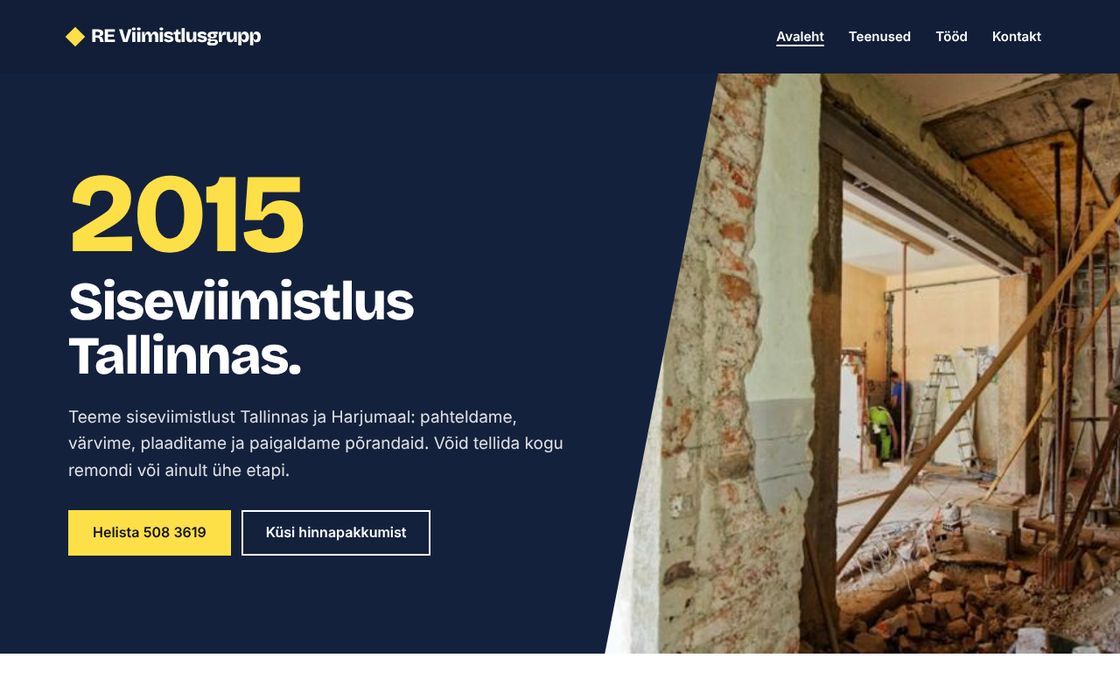 RE Viimistlusgrupp
Avaleht
Teenused
Tööd
Kontakt
2015
Siseviimistlus
Tallinnas.
Teeme siseviimistlust Tallinnas ja Harjumaal: pahteldame,
värvime, plaaditame ja paigaldame põrandaid. Võid tellida kogu
remondi või ainult ühe etapi.
Helista 508 3619
Küsi hinnapakkumist